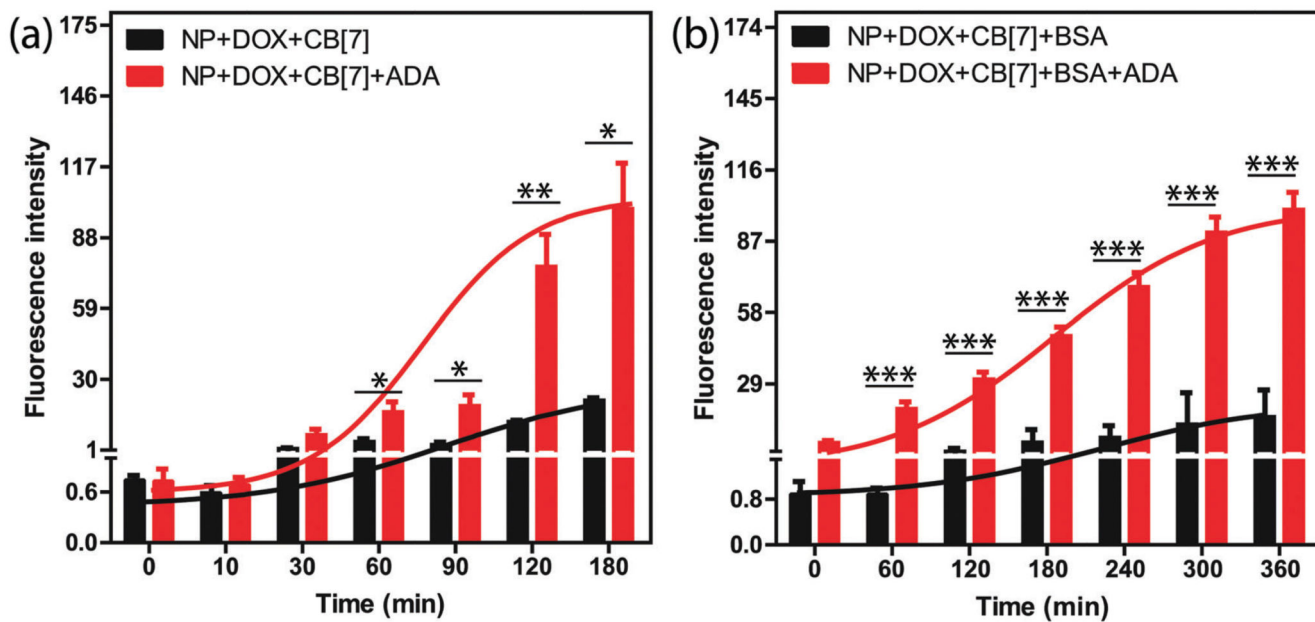 (a)
NP+DOX+CB[7]
NP+DOX+CB[7]+ADA
Fluorescence intensity
175
146
117
88
59
30
1
0.6
0.0
*
*
**
*
0 10 30 60 90 120 180
Time (min)
(b)
NP+DOX+CB[7]+BSA
NP+DOX+CB[7]+BSA+ADA
Fluorescence intensity
174
145
116
87
58
29
0.8
0.0
***
***
***
***
***
***
0 60 120 180 240 300 360
Time (min)